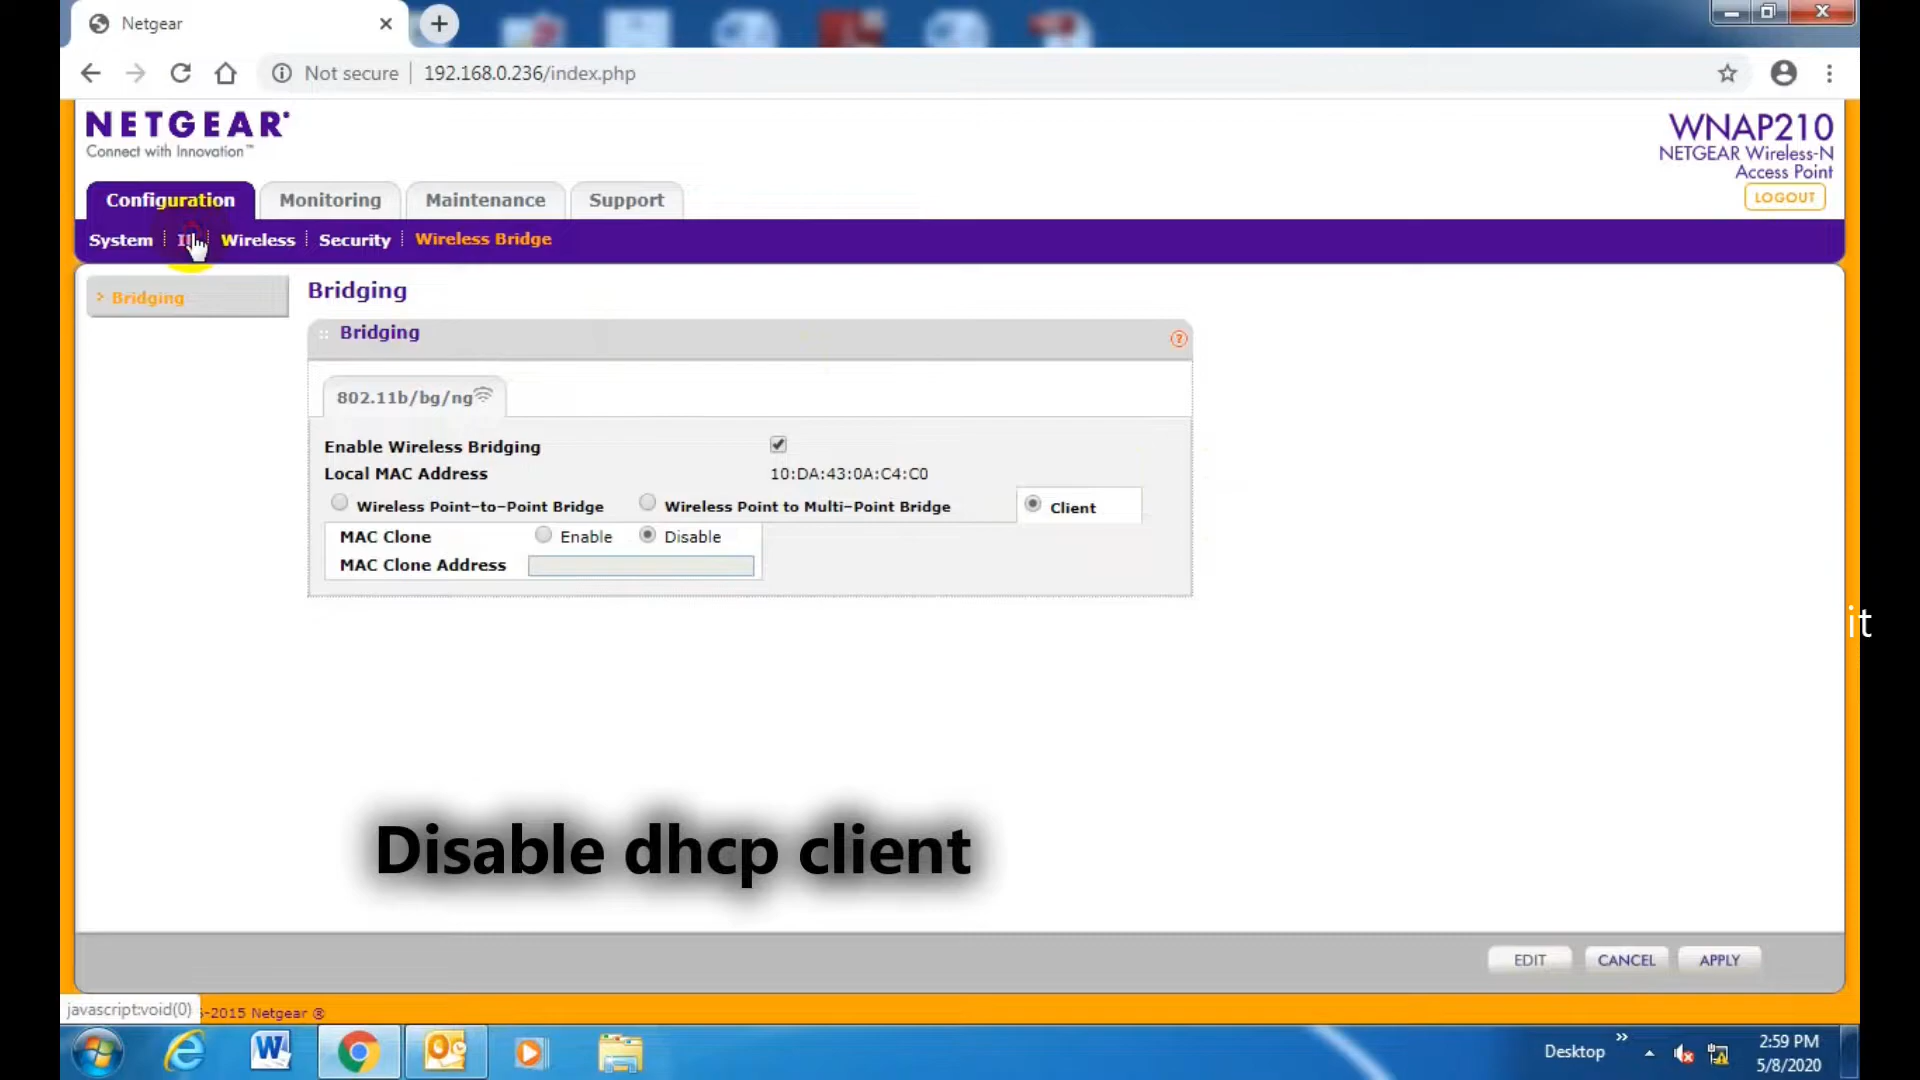 Netgear
Not secure
192.168.0.236/index.php
NETGEAR
Connect with Innovation™
WNAP210
NETGEAR Wireless-N
Access Point
LOGOUT
Configuration Monitoring Maintenance Support
System Wireless Security Wireless Bridge
> Bridging
Bridging
Bridging
?
802.11b/bg/ng
Enable Wireless Bridging
Local MAC Address 10:DA:43:0A:C4:C0
Wireless Point-to-Point Bridge Wireless Point to Multi-Point Bridge Client
MAC Clone Enable Disable
MAC Clone Address
it
Disable dhcp client
EDIT CANCEL APPLY
javascript:void(0)
-2015 Netgear ®
Desktop
2:59 PM
5/8/2020